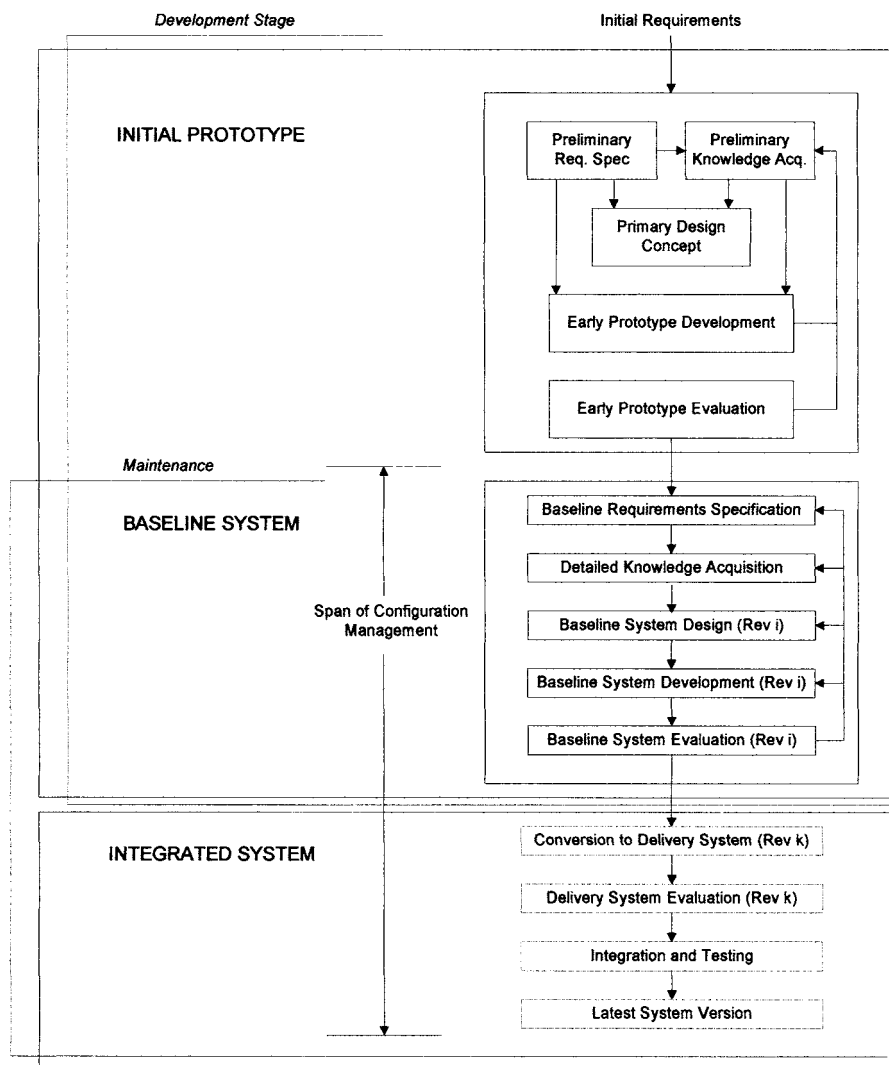 Development Stage
Initial Requirements
INITIAL PROTOTYPE
Preliminary
Req. Spec
Preliminary
Knowledge Acq.
Primary Design
Concept
Early Prototype Development
Early Prototype Evaluation
Maintenance
BASELINE SYSTEM
Baseline Requirements Specification
Detailed Knowledge Acquisition
Span of Configuration
Management
Baseline System Design (Rev i)
Baseline System Development (Rev i)
Baseline System Evaluation (Rev i)
INTEGRATED SYSTEM
Conversion to Delivery System (Rev k)
Delivery System Evaluation (Rev k)
Integration and Testing
Latest System Version